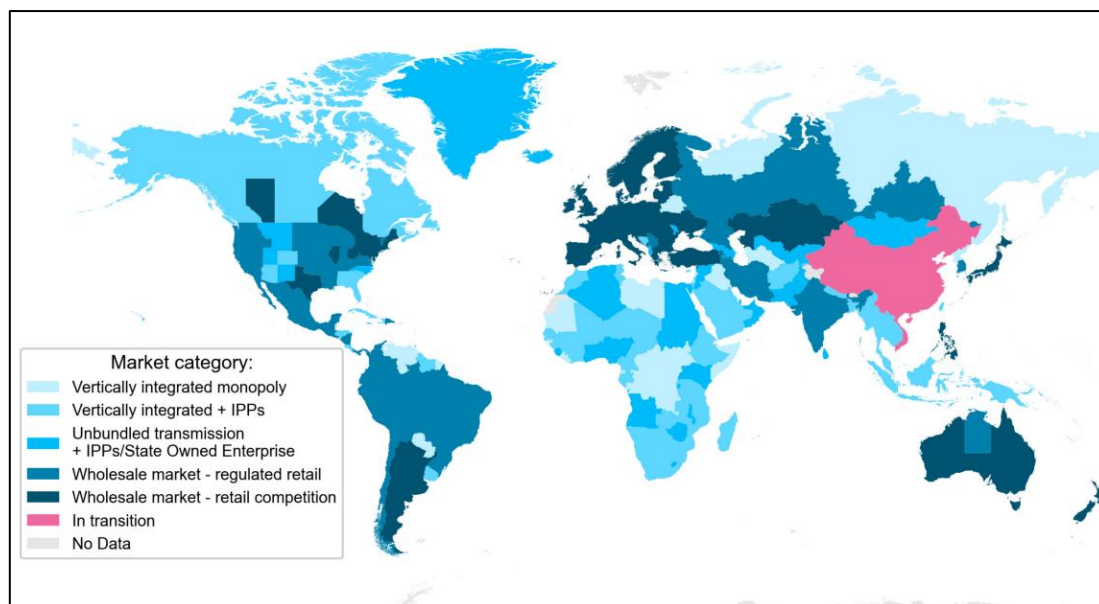 Market category:
Vertically integrated monopoly
Vertically integrated + IPPs
Unbundled transmission
+ IPPs/State Owned Enterprise
Wholesale market - regulated retail
Wholesale market - retail competition
In transition
No Data